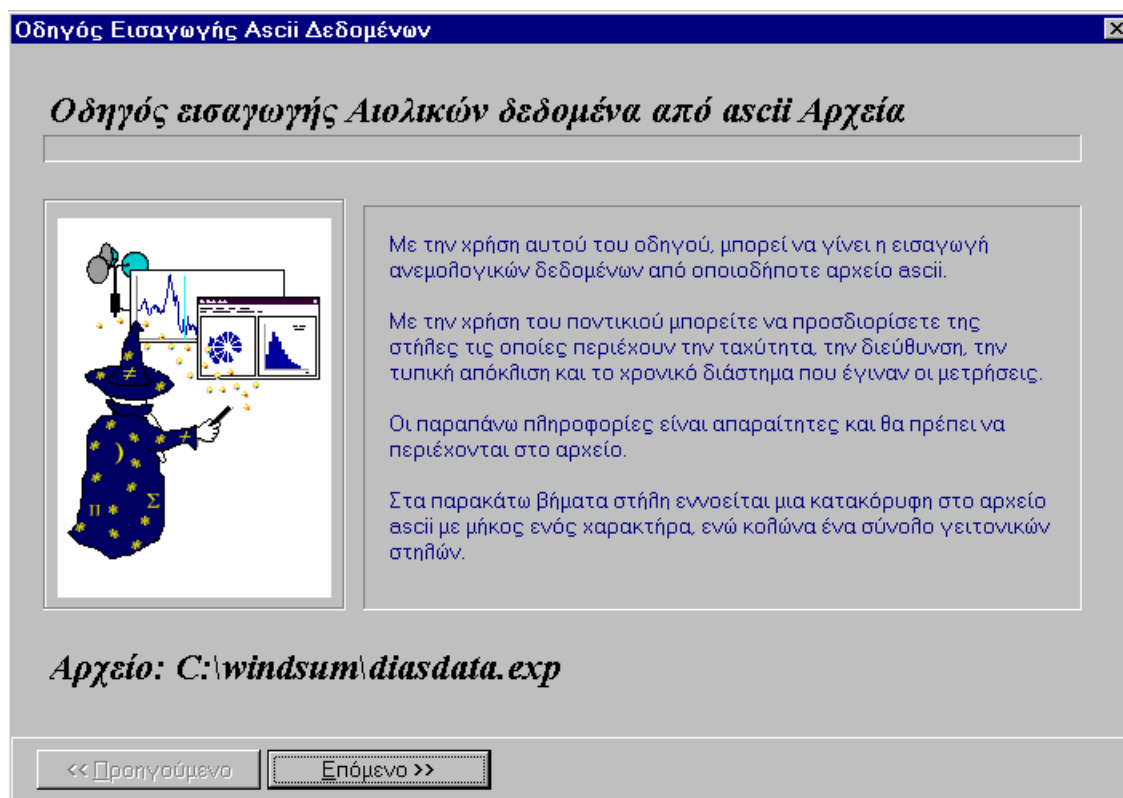 Οδηγός Εισαγωγής Ascii Δεδομένων
Οδηγός εισαγωγής Αιολικών δεδομένα από ascii Αρχεία
Με την χρήση αυτού του οδηγού, μπορεί να γίνει η εισαγωγή
ανεμολογικών δεδομένων από οποιοδήποτε αρχείο ascii.
Με την χρήση του ποντικιού μπορείτε να προσδιορίσετε της
στήλες τις οποίες περιέχουν την ταχύτητα, την διεύθυνση, την
τυπική απόκλιση και το χρονικό διάστημα που έγιναν οι μετρήσεις.
Οι παραπάνω πληροφορίες είναι απαραίτητες και θα πρέπει να
περιέχονται στο αρχείο.
Στα παρακάτω βήματα στήλη εννοείται μια κατακόρυφη στο αρχείο
ascii με μήκος ενός χαρακτήρα, ενώ κολώνα ένα σύνολο γειτονικών
στηλών.
Αρχείο: C:\windsum\diasdata.exp
<< Προηγούμενο
Επόμενο >>